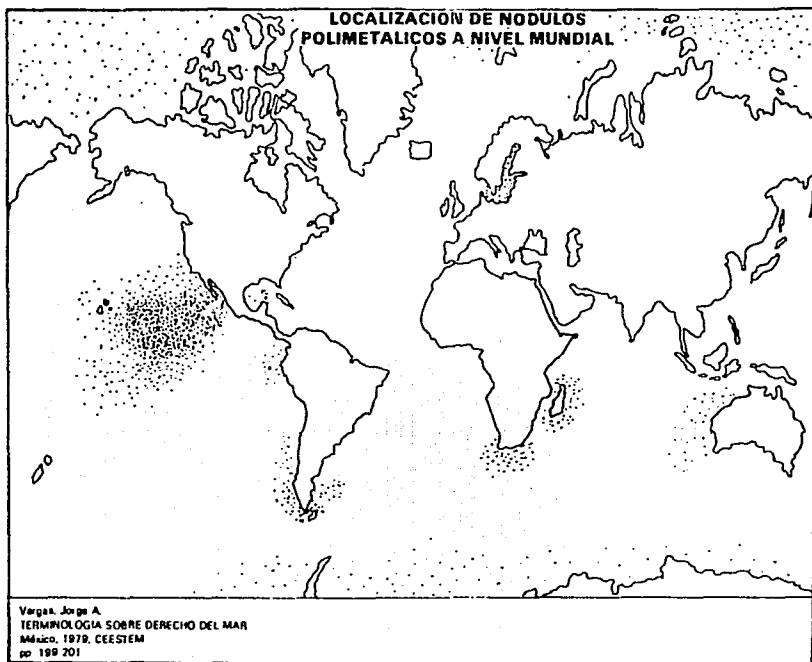 LOCALIZACION DE NODULOS
POLIMETALICOS A NIVEL MUNDIAL
Vargas, Jorge A.
TERMINOLOGIA SOBRE DERECHO DEL MAR
México, 1979, CEESTEM
pp 199 201